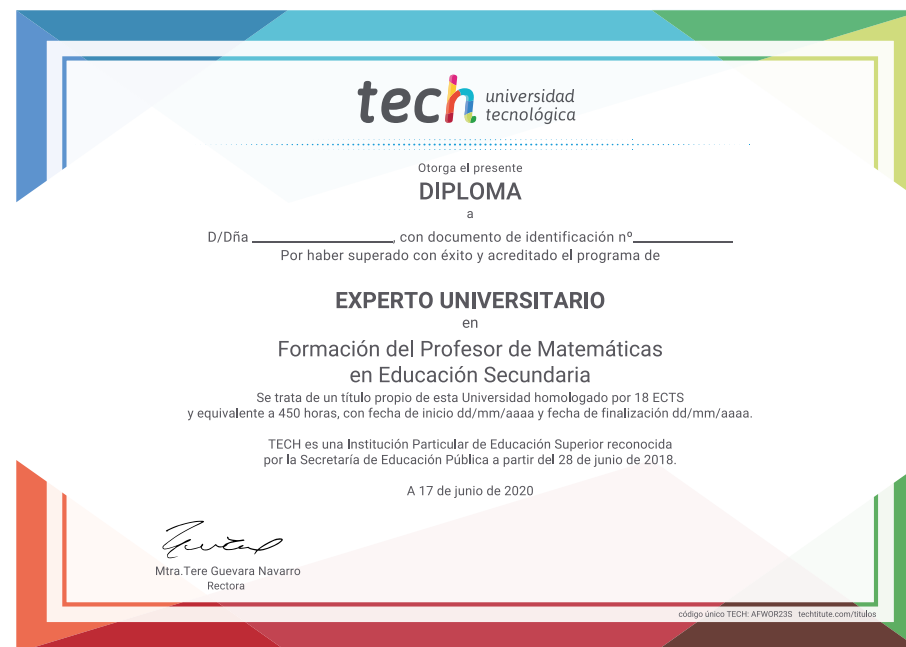 tech universidad
tecnológica
Otorga el presente
DIPLOMA
a
D/Dña ____________________, con documento de identificación nº______________
Por haber superado con éxito y acreditado el programa de
EXPERTO UNIVERSITARIO
en
Formación del Profesor de Matemáticas
en Educación Secundaria
Se trata de un título propio de esta Universidad homologado por 18 ECTS
y equivalente a 450 horas, con fecha de inicio dd/mm/aaaa y fecha de finalización dd/mm/aaaa.
TECH es una Institución Particular de Educación Superior reconocida
por la Secretaría de Educación Pública a partir del 28 de junio de 2018.
A 17 de junio de 2020
Mtra.Tere Guevara Navarro
Rectora
código único TECH: AFWOR23S techtitute.com/titulos